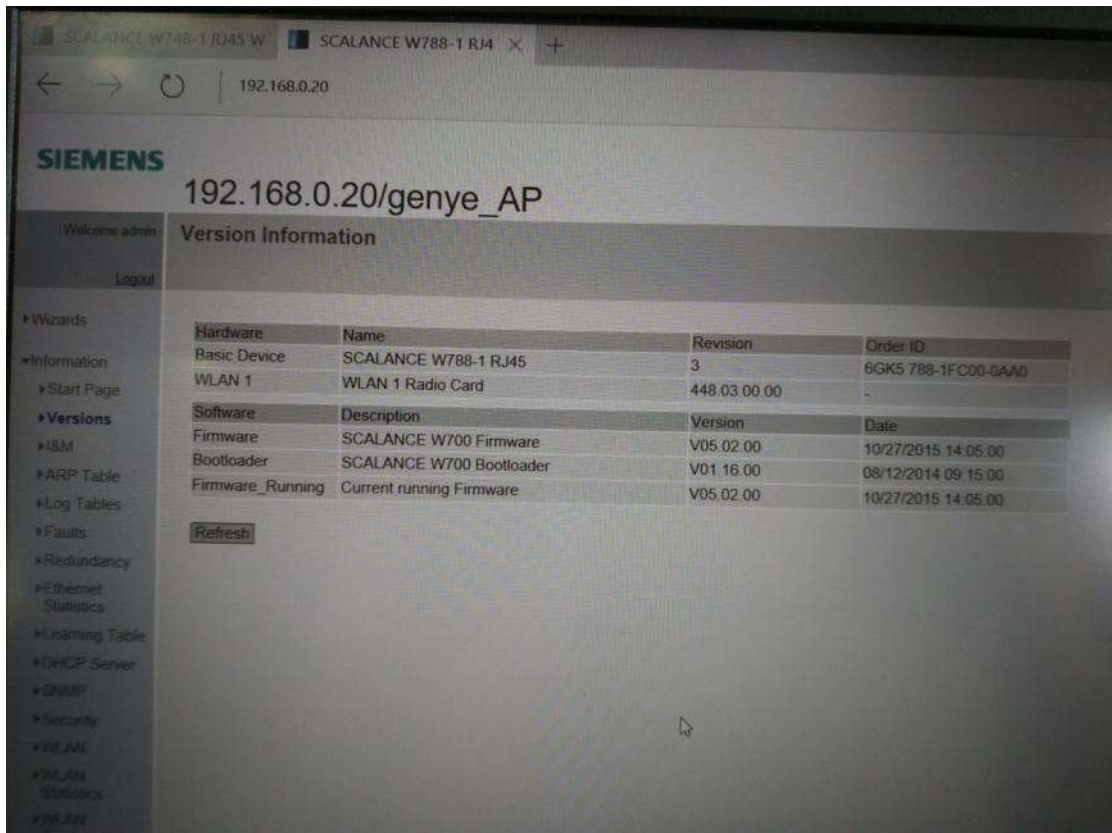 SCALANCE W748-1 RJ45 W
SCALANCE W788-1 RJ4
192.168.0.20
SIEMENS
192.168.0.20/genye_AP
Welcome admin
Version Information
Logout
Wizards
Information
Start Page
Versions
I&M
ARP Table
Log Tables
Faults
Redundancy
Ethernet
Statistics
Learning Table
DHCP Server
SNMP
Security
WLAN
WLAN
Statistics
WLAN
Hardware Name Revision Order ID
Basic Device SCALANCE W788-1 RJ45 3 6GK5 788-1FC00-0AA0
WLAN 1 WLAN 1 Radio Card 448.03.00.00 -
Software Description Version Date
Firmware SCALANCE W700 Firmware V05.02.00 10/27/2015 14:05:00
Bootloader SCALANCE W700 Bootloader V01.16.00 08/12/2014 09:15:00
Firmware_Running Current running Firmware V05.02.00 10/27/2015 14:05:00
Refresh